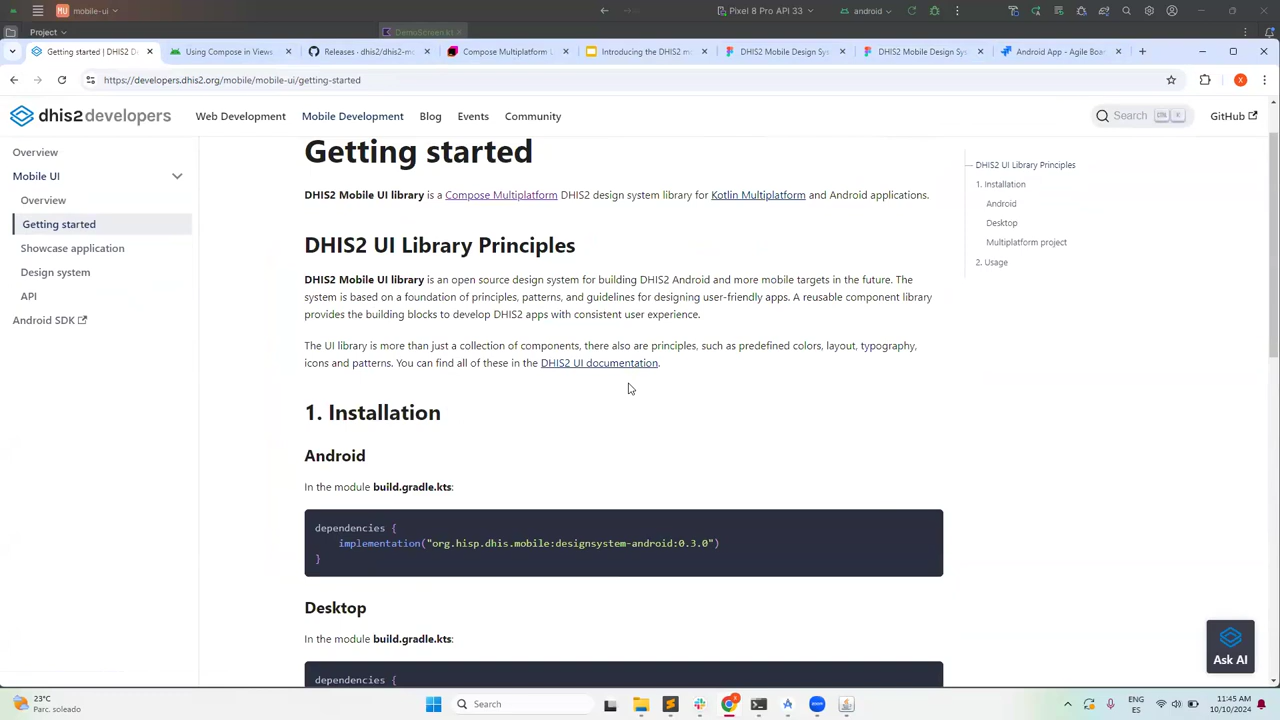 mobile-ui
Pixel 8 Pro API 33
android
Project
DemoScreen.kt
Getting started | DHIS2 D
Using Compose in Views
Releases · dhis2/dhis2-mo
Compose Multiplatform
Introducing the DHIS2 m
DHIS2 Mobile Design Sy
DHIS2 Mobile Design Sy
Android App - Agile Boar
https://developers.dhis2.org/mobile/mobile-ui/getting-started
dhis2developers
Web Development
Mobile Development
Blog
Events
Community
Search
GitHub
Overview
Mobile UI
Overview
Getting started
Showcase application
Design system
API
Android SDK
Getting started
DHIS2 Mobile UI library is a Compose Multiplatform DHIS2 design system library for Kotlin Multiplatform and Android applications.
DHIS2 UI Library Principles
DHIS2 Mobile UI library is an open source design system for building DHIS2 Android and more mobile targets in the future. The
system is based on a foundation of principles, patterns, and guidelines for designing user-friendly apps. A reusable component library
provides the building blocks to develop DHIS2 apps with consistent user experience.
The UI library is more than just a collection of components, there also are principles, such as predefined colors, layout, typography,
icons and patterns. You can find all of these in the DHIS2 UI documentation.
1. Installation
Android
In the module build.gradle.kts:
dependencies {
implementation("org.hisp.dhis.mobile:designsystem-android:0.3.0")
}
Desktop
In the module build.gradle.kts:
dependencies {
DHIS2 UI Library Principles
1. Installation
Android
Desktop
Multiplatform project
2. Usage
Ask AI
23°C
Parc. soleado
Search
ENG
ES
11:45 AM
10/10/2024